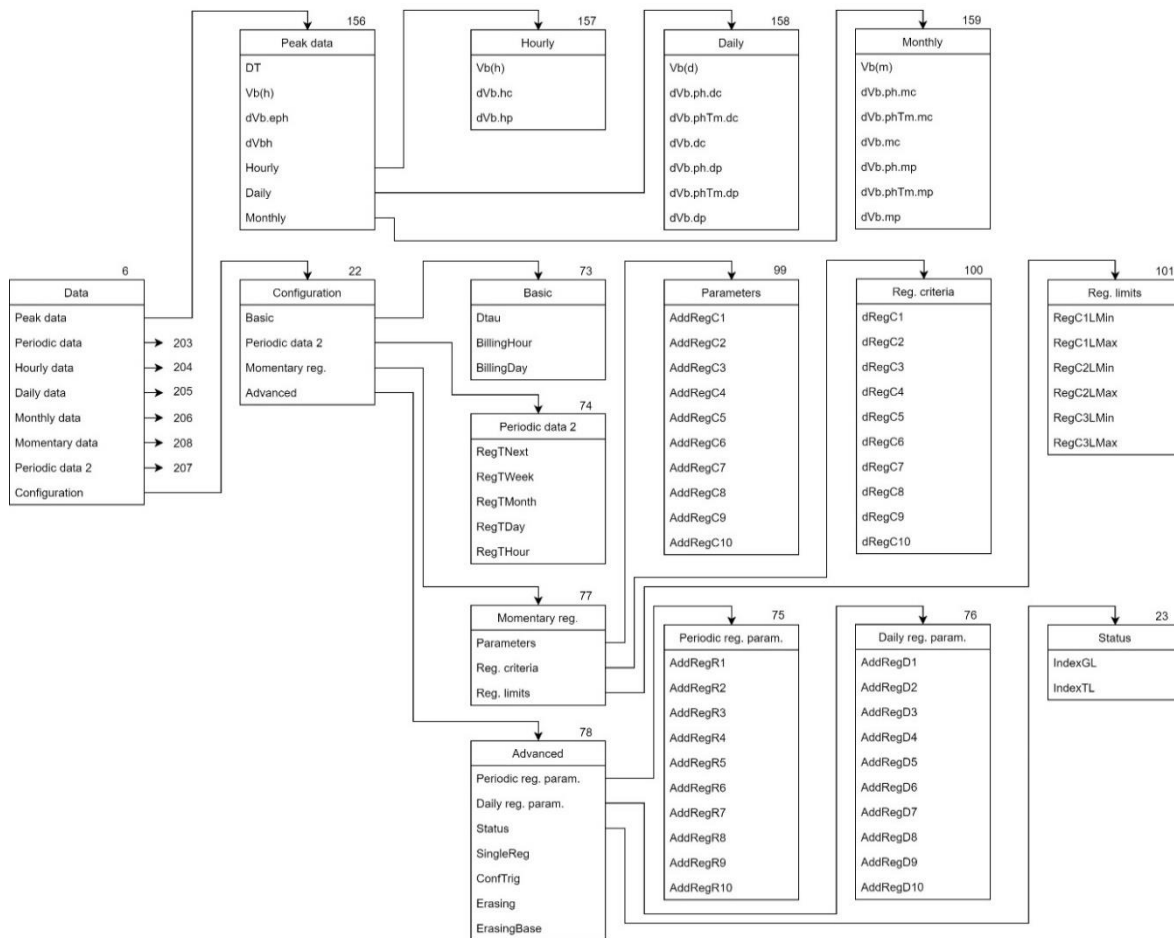 156
Peak data
DT
Vb(h)
dVb.eph
dVbh
Hourly
Daily
Monthly
157
Hourly
Vb(h)
dVb.hc
dVb.hp
158
Daily
Vb(d)
dVb.ph.dc
dVb.phTm.dc
dVb.dc
dVb.ph.dp
dVb.phTm.dp
dVb.dp
159
Monthly
Vb(m)
dVb.ph.mc
dVb.phTm.mc
dVb.mc
dVb.ph.mp
dVb.phTm.mp
dVb.mp
6
Data
Peak data
Periodic data
203
Hourly data
204
Daily data
205
Monthly data
206
Momentary data
208
Periodic data 2
207
Configuration
22
Configuration
Basic
Periodic data 2
Momentary reg.
Advanced
73
Basic
Dtau
BillingHour
BillingDay
74
Periodic data 2
RegTNext
RegTWeek
RegTMonth
RegTDay
RegTHour
77
Momentary reg.
Parameters
Reg. criteria
Reg. limits
78
Advanced
Periodic reg. param.
Daily reg. param.
Status
SingleReg
ConfTrig
Erasing
ErasingBase
99
Parameters
AddRegC1
AddRegC2
AddRegC3
AddRegC4
AddRegC5
AddRegC6
AddRegC7
AddRegC8
AddRegC9
AddRegC10
100
Reg. criteria
dRegC1
dRegC2
dRegC3
dRegC4
dRegC5
dRegC6
dRegC7
dRegC8
dRegC9
dRegC10
101
Reg. limits
RegC1LMin
RegC1LMax
RegC2LMin
RegC2LMax
RegC3LMin
RegC3LMax
75
Periodic reg. param.
AddRegR1
AddRegR2
AddRegR3
AddRegR4
AddRegR5
AddRegR6
AddRegR7
AddRegR8
AddRegR9
AddRegR10
76
Daily reg. param.
AddRegD1
AddRegD2
AddRegD3
AddRegD4
AddRegD5
AddRegD6
AddRegD7
AddRegD8
AddRegD9
AddRegD10
23
Status
IndexGL
IndexTL